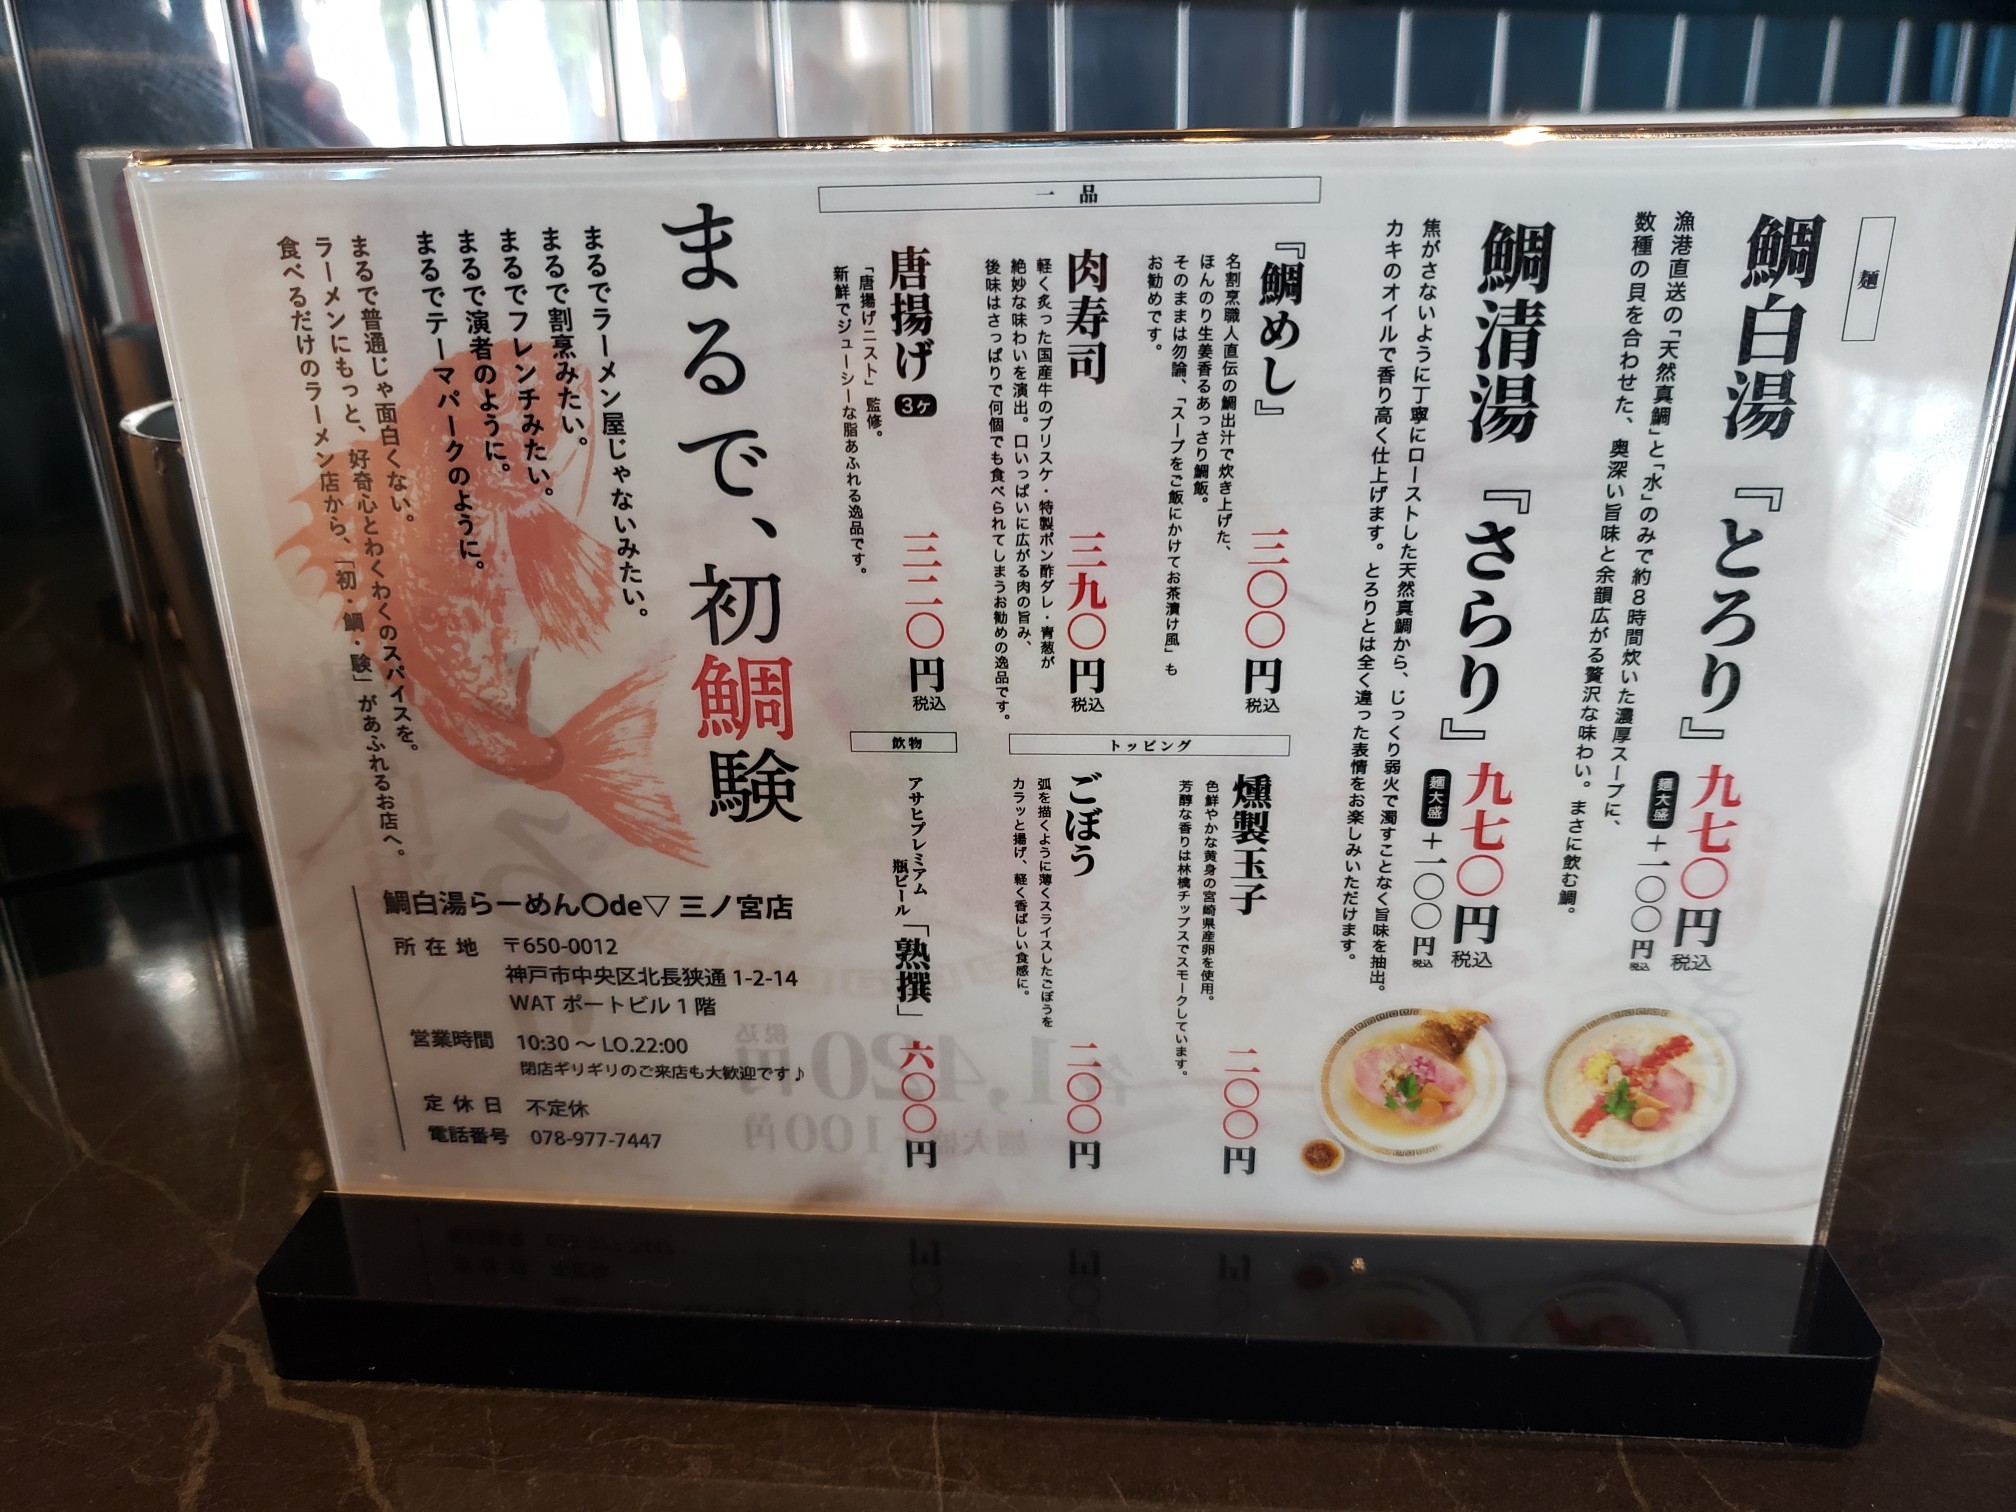 麺
鯛白湯『とろり』
九七〇円
税込
麺大盛
＋一〇〇円
税込
漁港直送の「天然真鯛」と「水」のみで約８時間炊いた濃厚スープに、
数種の貝を合わせた、奥深い旨味と余韻広がる贅沢な味わい。まさに飲む鯛。
鯛清湯『さらり』
九七〇円
税込
麺大盛
＋一〇〇円
税込
焦がさないように丁寧にローストした天然真鯛から、じっくり弱火で濁すことなく旨味を抽出。
カキのオイルで香り高く仕上げます。とろりとは全く違った表情をお楽しみいただけます。
一品
『鯛めし』
三〇〇円
税込
名割烹職人直伝の鯛出汁で炊き上げた、
ほんのり生姜香るあっさり鯛飯。
そのままは勿論、「スープをご飯にかけてお茶漬け風」も
お勧めです。
肉寿司
三九〇円
税込
軽く炙った国産牛のブリスケ・特製ポン酢ダレ・青葱が
絶妙な味わいを演出。口いっぱいに広がる肉の旨み、
後味はさっぱりで何個でも食べられてしまうお勧めの逸品です。
唐揚げ
3ヶ
三二〇円
税込
「唐揚げニスト」監修。
新鮮でジューシーな脂あふれる逸品です。
トッピング
燻製玉子
二〇〇円
色鮮やかな黄身の宮崎県産卵を使用。
芳醇な香りは林檎チップスでスモークしています。
ごぼう
二〇〇円
弧を描くように薄くスライスしたごぼうを
カラッと揚げ、軽く香ばしい食感に。
飲物
アサヒプレミアム
瓶ビール
「熟撰」
六〇〇円
まるで、初鯛験
まるでラーメン屋じゃないみたい。
まるで割烹みたい。
まるでフレンチみたい。
まるで演者のように。
まるでテーマパークのように。
まるで普通じゃ面白くない。
ラーメンにもっと、好奇心とわくわくのスパイスを。
食べるだけのラーメン店から、「初・鯛・験」があふれるお店へ。
鯛白湯らーめん〇de▽ 三ノ宮店
所在地 〒650-0012
神戸市中央区北長狭通 1-2-14
WAT ポートビル 1 階
営業時間 10:30 〜 LO.22:00
閉店ギリギリのご来店も大歓迎です♪
定休日 不定休
電話番号 078-977-7447